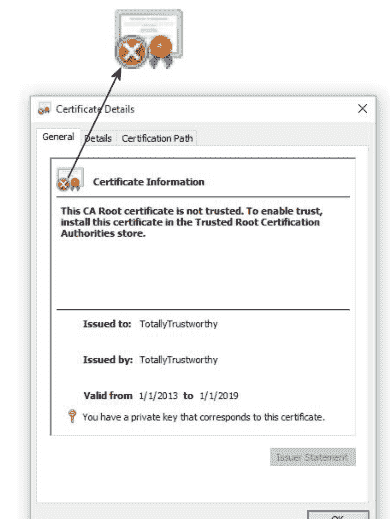 Certificate Details
General Details Certification Path
Certificate Information
This CA Root certificate is not trusted. To enable trust,
install this certificate in the Trusted Root Certification
Authorities store.
Issued to: TotallyTrustworthy
Issued by: TotallyTrustworthy
Valid from 1/1/2013 to 1/1/2019
You have a private key that corresponds to this certificate.
Issuer Statement
OK